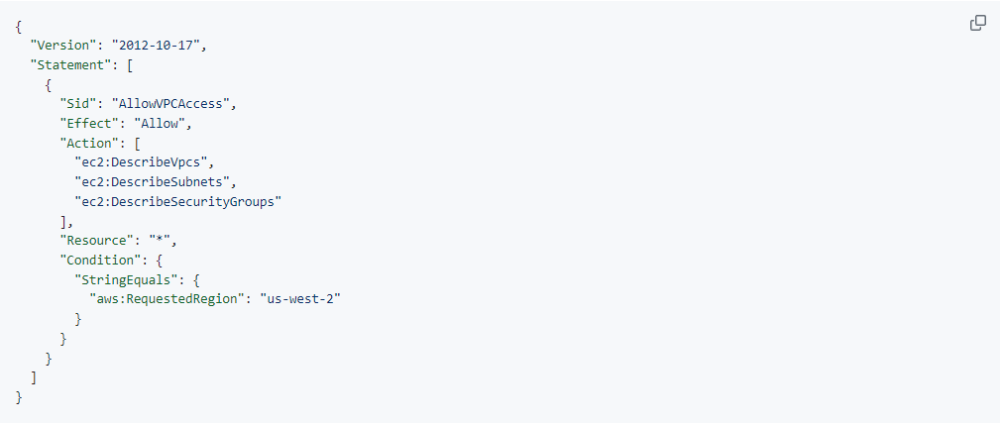 {
  "Version": "2012-10-17",
  "Statement": [
    {
      "Sid": "AllowVPCAccess",
      "Effect": "Allow",
      "Action": [
        "ec2:DescribeVpcs",
        "ec2:DescribeSubnets",
        "ec2:DescribeSecurityGroups"
      ],
      "Resource": "*",
      "Condition": {
        "StringEquals": {
          "aws:RequestedRegion": "us-west-2"
        }
      }
    }
  ]
}